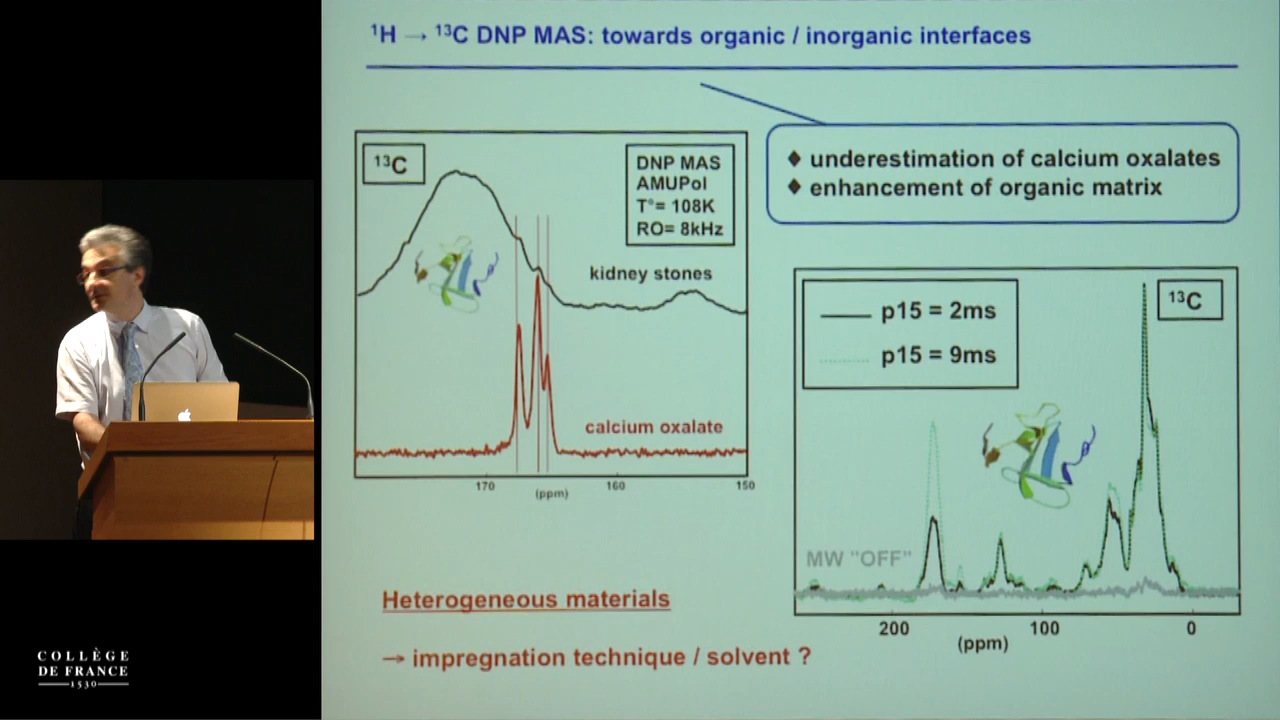 ¹H → ¹³C DNP MAS: towards organic / inorganic interfaces
♦ underestimation of calcium oxalates
♦ enhancement of organic matrix
¹³C
DNP MAS
AMUPol
T°= 108K
RO= 8kHz
kidney stones
calcium oxalate
170
160
150
(ppm)
¹³C
p15 = 2ms
p15 = 9ms
MW "OFF"
200
100
0
(ppm)
Heterogeneous materials
→ impregnation technique / solvent ?
COLLÈGE
DE FRANCE
1530